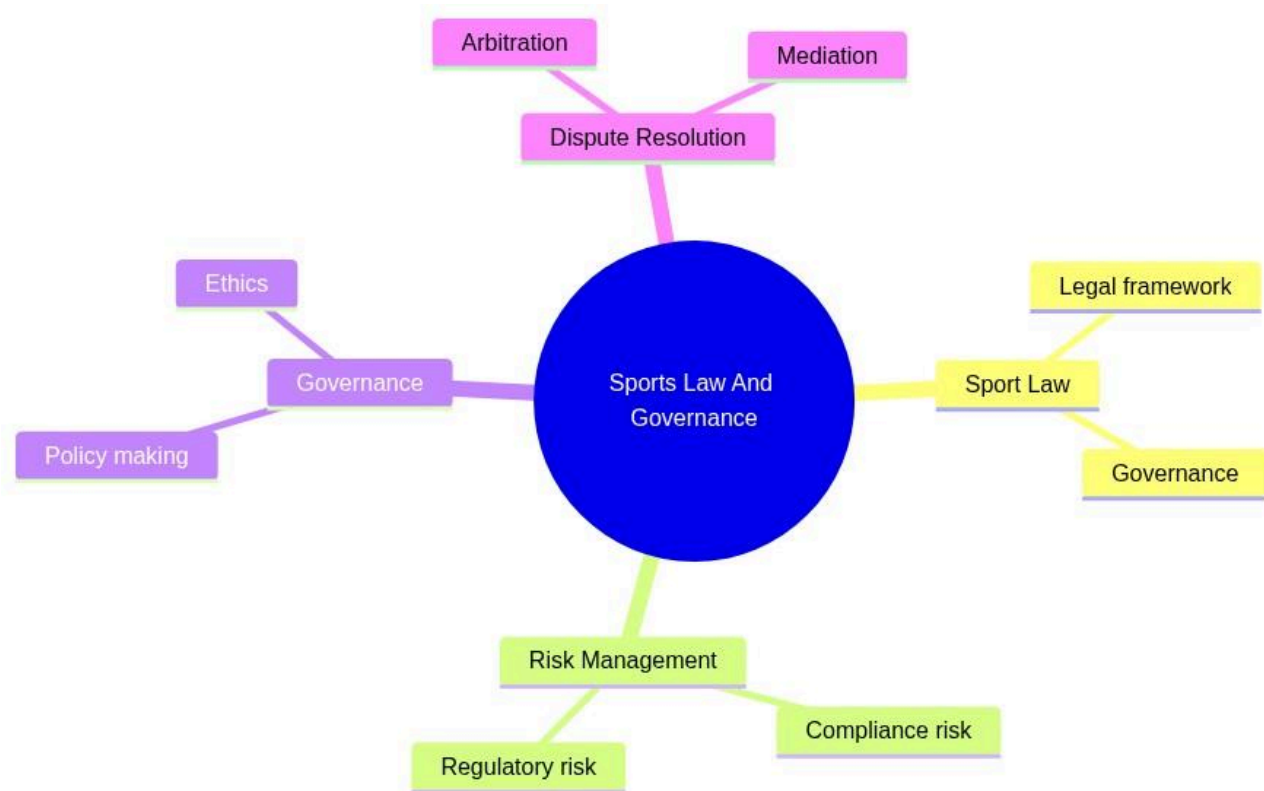 Arbitration
Mediation
Dispute Resolution
Ethics
Governance
Policy making
Sports Law And
Governance
Legal framework
Sport Law
Governance
Risk Management
Compliance risk
Regulatory risk